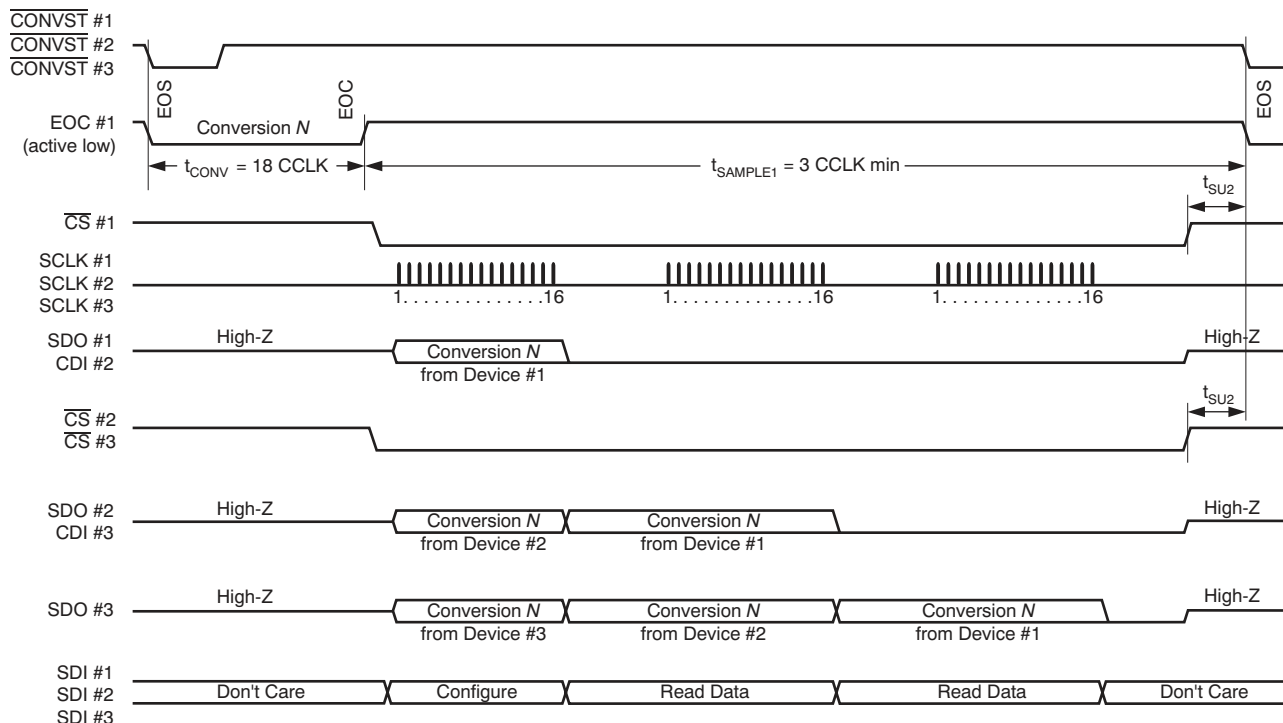 CONVST #1
CONVST #2
CONVST #3
EOS
EOC
EOS
EOC #1
(active low)
Conversion N
tCONV = 18 CCLK
tSAMPLE1 = 3 CCLK min
tSU2
CS #1
SCLK #1
SCLK #2
SCLK #3
1. . . . . . . . . . . . . .16
1. . . . . . . . . . . . . .16
1. . . . . . . . . . . . . .16
SDO #1
CDI #2
High-Z
Conversion N
from Device #1
High-Z
tSU2
CS #2
CS #3
SDO #2
CDI #3
High-Z
Conversion N
from Device #2
Conversion N
from Device #1
High-Z
SDO #3
High-Z
Conversion N
from Device #3
Conversion N
from Device #2
Conversion N
from Device #1
High-Z
SDI #1
SDI #2
SDI #3
Don't Care
Configure
Read Data
Read Data
Don't Care